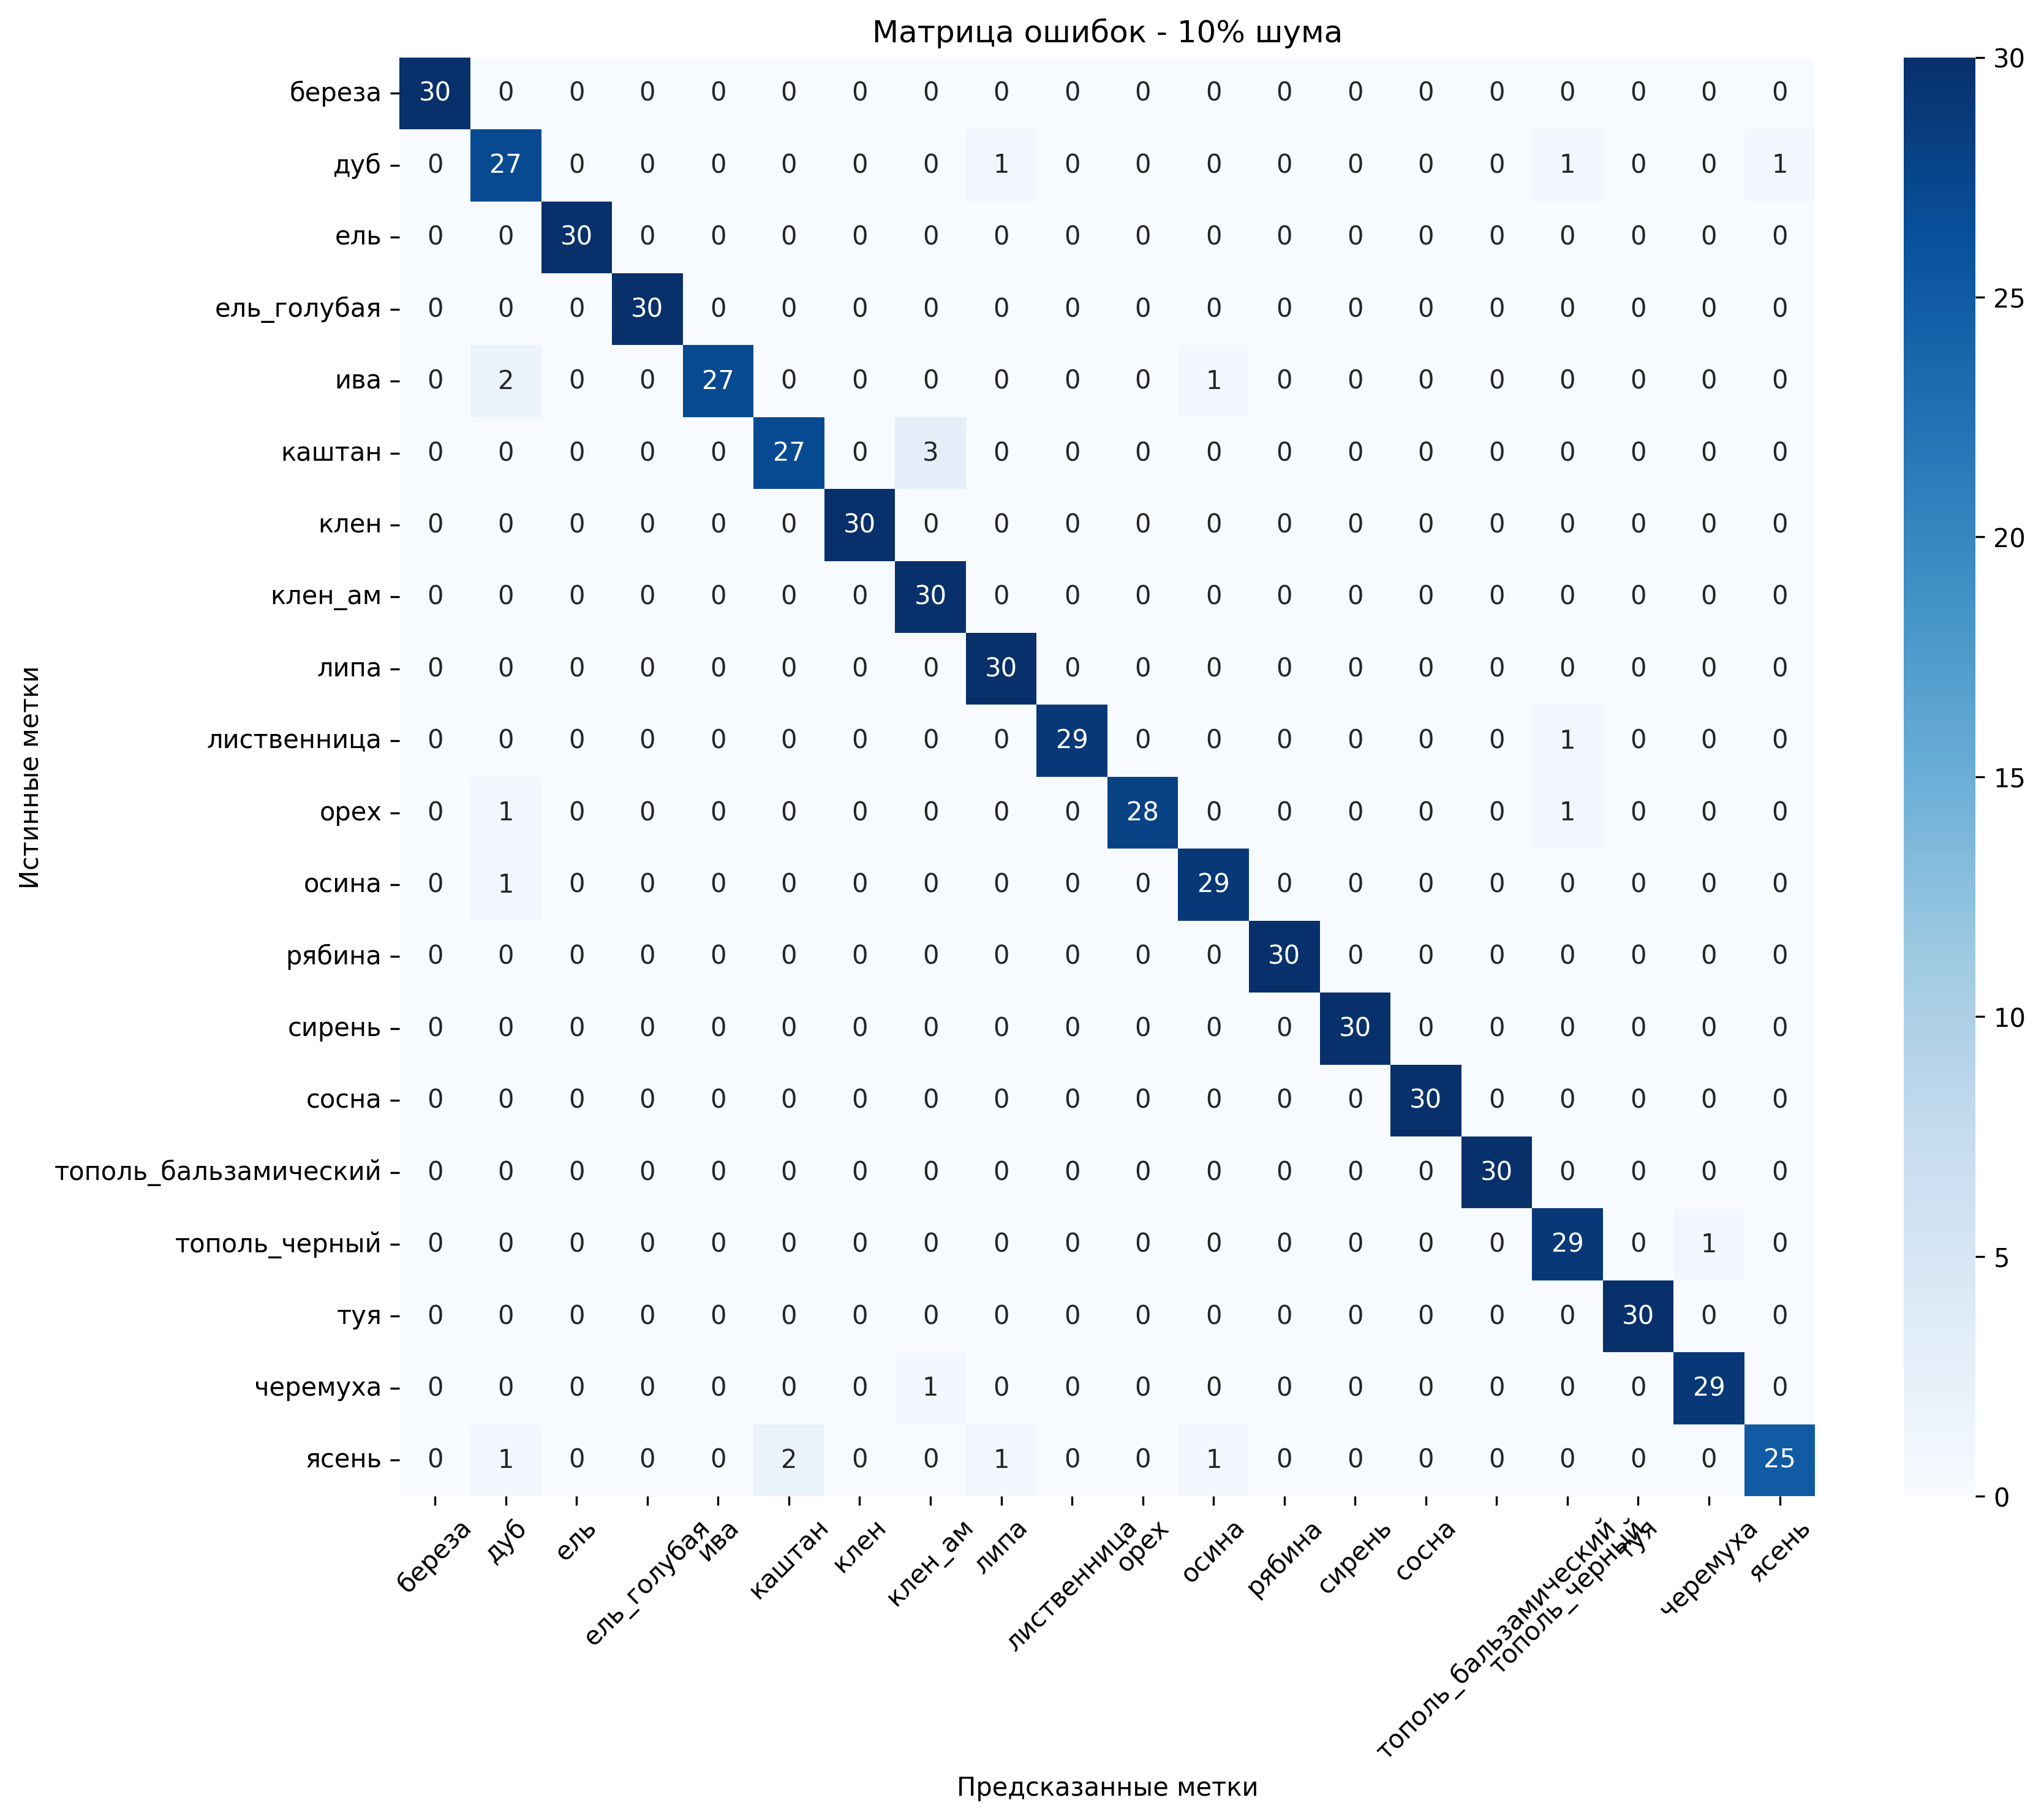 Матрица ошибок - 10% шума
береза 30 0 0 0 0 0 0 0 0 0 0 0 0 0 0 0 0 0 0 0
дуб 0 27 0 0 0 0 0 0 1 0 0 0 0 0 0 0 1 0 0 1
ель 0 0 30 0 0 0 0 0 0 0 0 0 0 0 0 0 0 0 0 0
ель_голубая 0 0 0 30 0 0 0 0 0 0 0 0 0 0 0 0 0 0 0 0
ива 0 2 0 0 27 0 0 0 0 0 0 1 0 0 0 0 0 0 0 0
каштан 0 0 0 0 0 27 0 3 0 0 0 0 0 0 0 0 0 0 0 0
клен 0 0 0 0 0 0 30 0 0 0 0 0 0 0 0 0 0 0 0 0
клен_ам 0 0 0 0 0 0 0 30 0 0 0 0 0 0 0 0 0 0 0 0
липа 0 0 0 0 0 0 0 0 30 0 0 0 0 0 0 0 0 0 0 0
лиственница 0 0 0 0 0 0 0 0 0 29 0 0 0 0 0 0 1 0 0 0
орех 0 1 0 0 0 0 0 0 0 0 28 0 0 0 0 0 1 0 0 0
осина 0 1 0 0 0 0 0 0 0 0 0 29 0 0 0 0 0 0 0 0
рябина 0 0 0 0 0 0 0 0 0 0 0 0 30 0 0 0 0 0 0 0
сирень 0 0 0 0 0 0 0 0 0 0 0 0 0 30 0 0 0 0 0 0
сосна 0 0 0 0 0 0 0 0 0 0 0 0 0 0 30 0 0 0 0 0
тополь_бальзамический 0 0 0 0 0 0 0 0 0 0 0 0 0 0 0 30 0 0 0 0
тополь_черный 0 0 0 0 0 0 0 0 0 0 0 0 0 0 0 0 29 0 1 0
туя 0 0 0 0 0 0 0 0 0 0 0 0 0 0 0 0 0 30 0 0
черемуха 0 0 0 0 0 0 0 1 0 0 0 0 0 0 0 0 0 0 29 0
ясень 0 1 0 0 0 2 0 0 1 0 0 1 0 0 0 0 0 0 0 25
береза дуб ель ель_голубая ива каштан клен клен_ам липа лиственница орех осина рябина сирень сосна тополь_бальзамический тополь_черный туя черемуха ясень
Предсказанные метки
Истинные метки
30
25
20
15
10
5
0